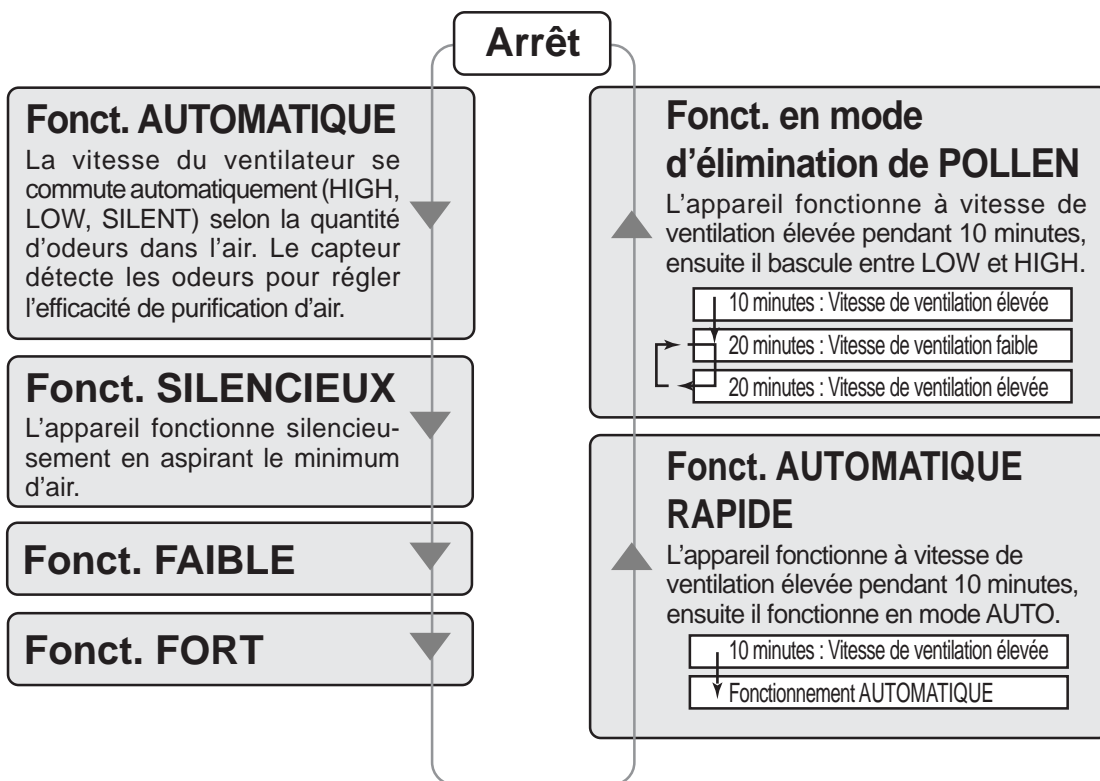 Arrêt
Fonct. AUTOMATIQUE
La vitesse du ventilateur se
commute automatiquement (HIGH,
LOW, SILENT) selon la quantité
d'odeurs dans l'air. Le capteur
détecte les odeurs pour régler
l'efficacité de purification d'air.
Fonct. SILENCIEUX
L'appareil fonctionne silencieu-
sement en aspirant le minimum
d'air.
Fonct. FAIBLE
Fonct. FORT
Fonct. en mode
d'élimination de POLLEN
L'appareil fonctionne à vitesse de
ventilation élevée pendant 10 minutes,
ensuite il bascule entre LOW et HIGH.
10 minutes : Vitesse de ventilation élevée
20 minutes : Vitesse de ventilation faible
20 minutes : Vitesse de ventilation élevée
Fonct. AUTOMATIQUE
RAPIDE
L'appareil fonctionne à vitesse de
ventilation élevée pendant 10 minutes,
ensuite il fonctionne en mode AUTO.
10 minutes : Vitesse de ventilation élevée
Fonctionnement AUTOMATIQUE